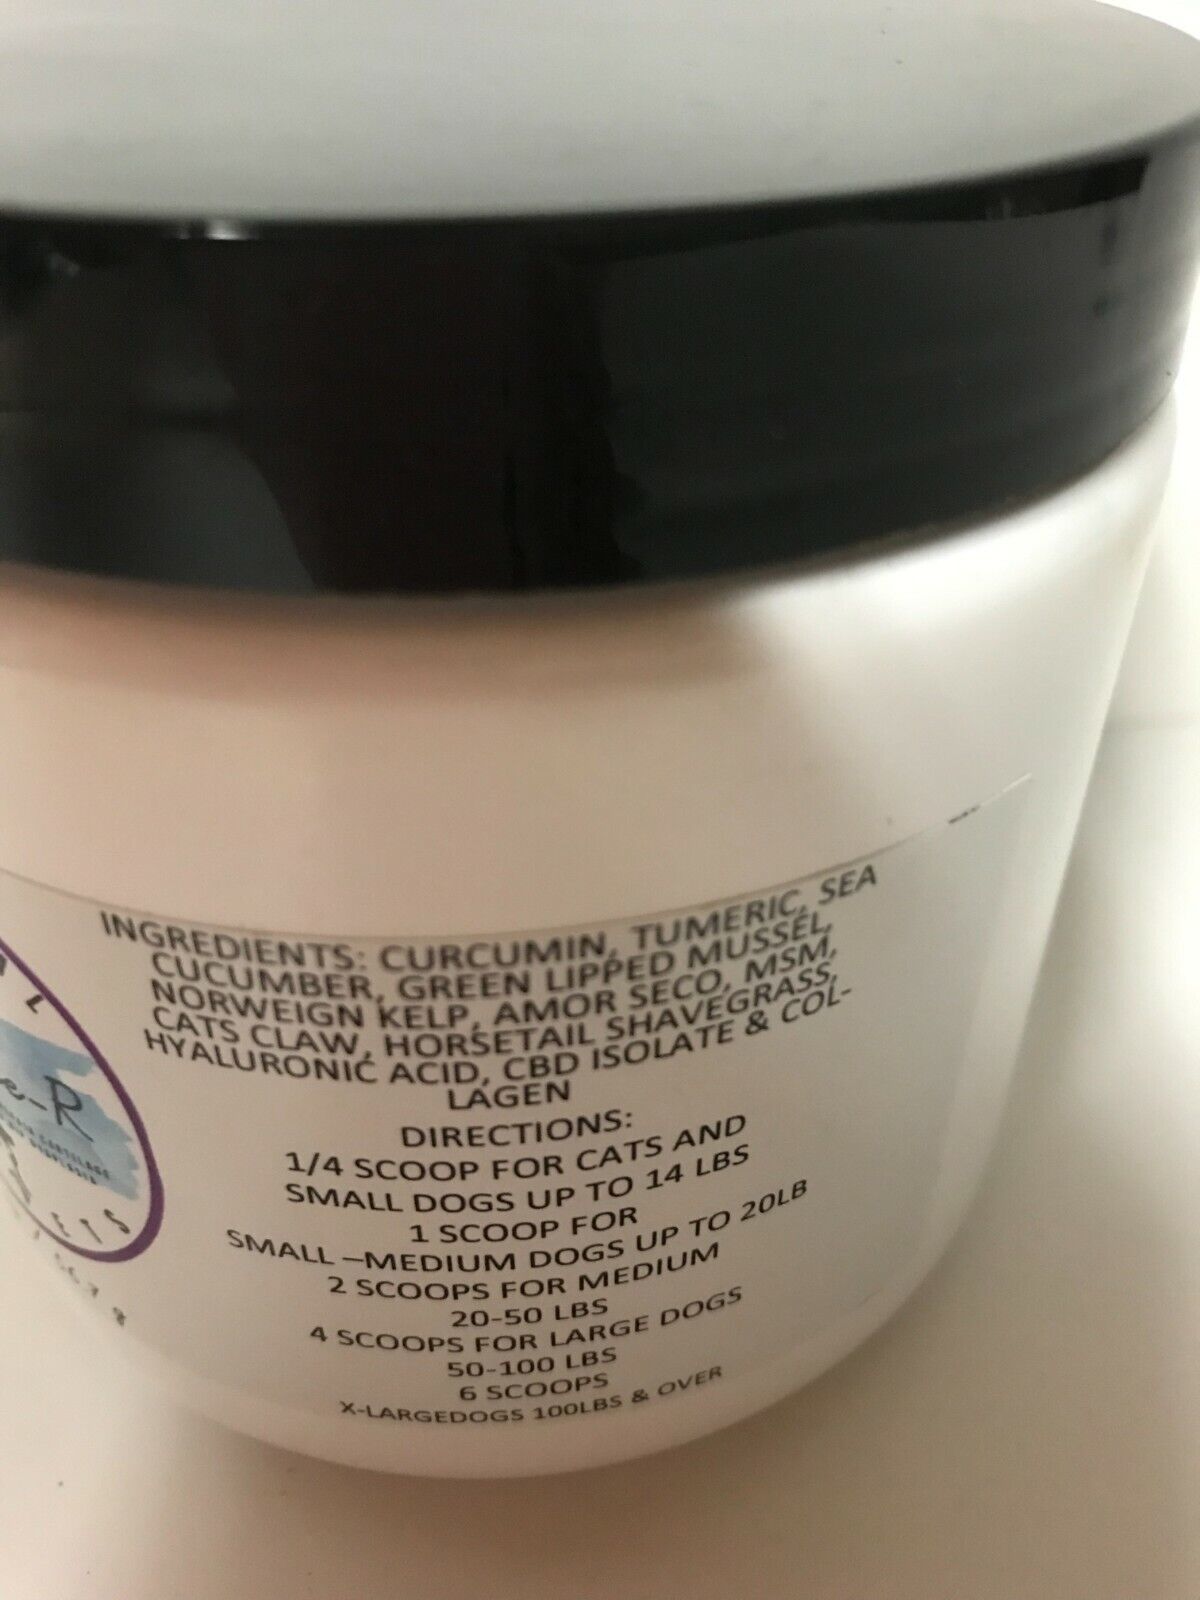 INGREDIENTS: CURCUMIN, TUMERIC, SEA
CUCUMBER, GREEN LIPPED MUSSEL,
NORWEIGN KELP, AMOR SECO, MSM,
CATS CLAW, HORSETAIL SHAVEGRASS,
HYALURONIC ACID, CBD ISOLATE & COL-
LAGEN
DIRECTIONS:
1/4 SCOOP FOR CATS AND
SMALL DOGS UP TO 14 LBS
1 SCOOP FOR
SMALL –MEDIUM DOGS UP TO 20LB
2 SCOOPS FOR MEDIUM
20-50 LBS
4 SCOOPS FOR LARGE DOGS
50-100 LBS
6 SCOOPS
X-LARGEDOGS 100LBS & OVER
e-R
ETS